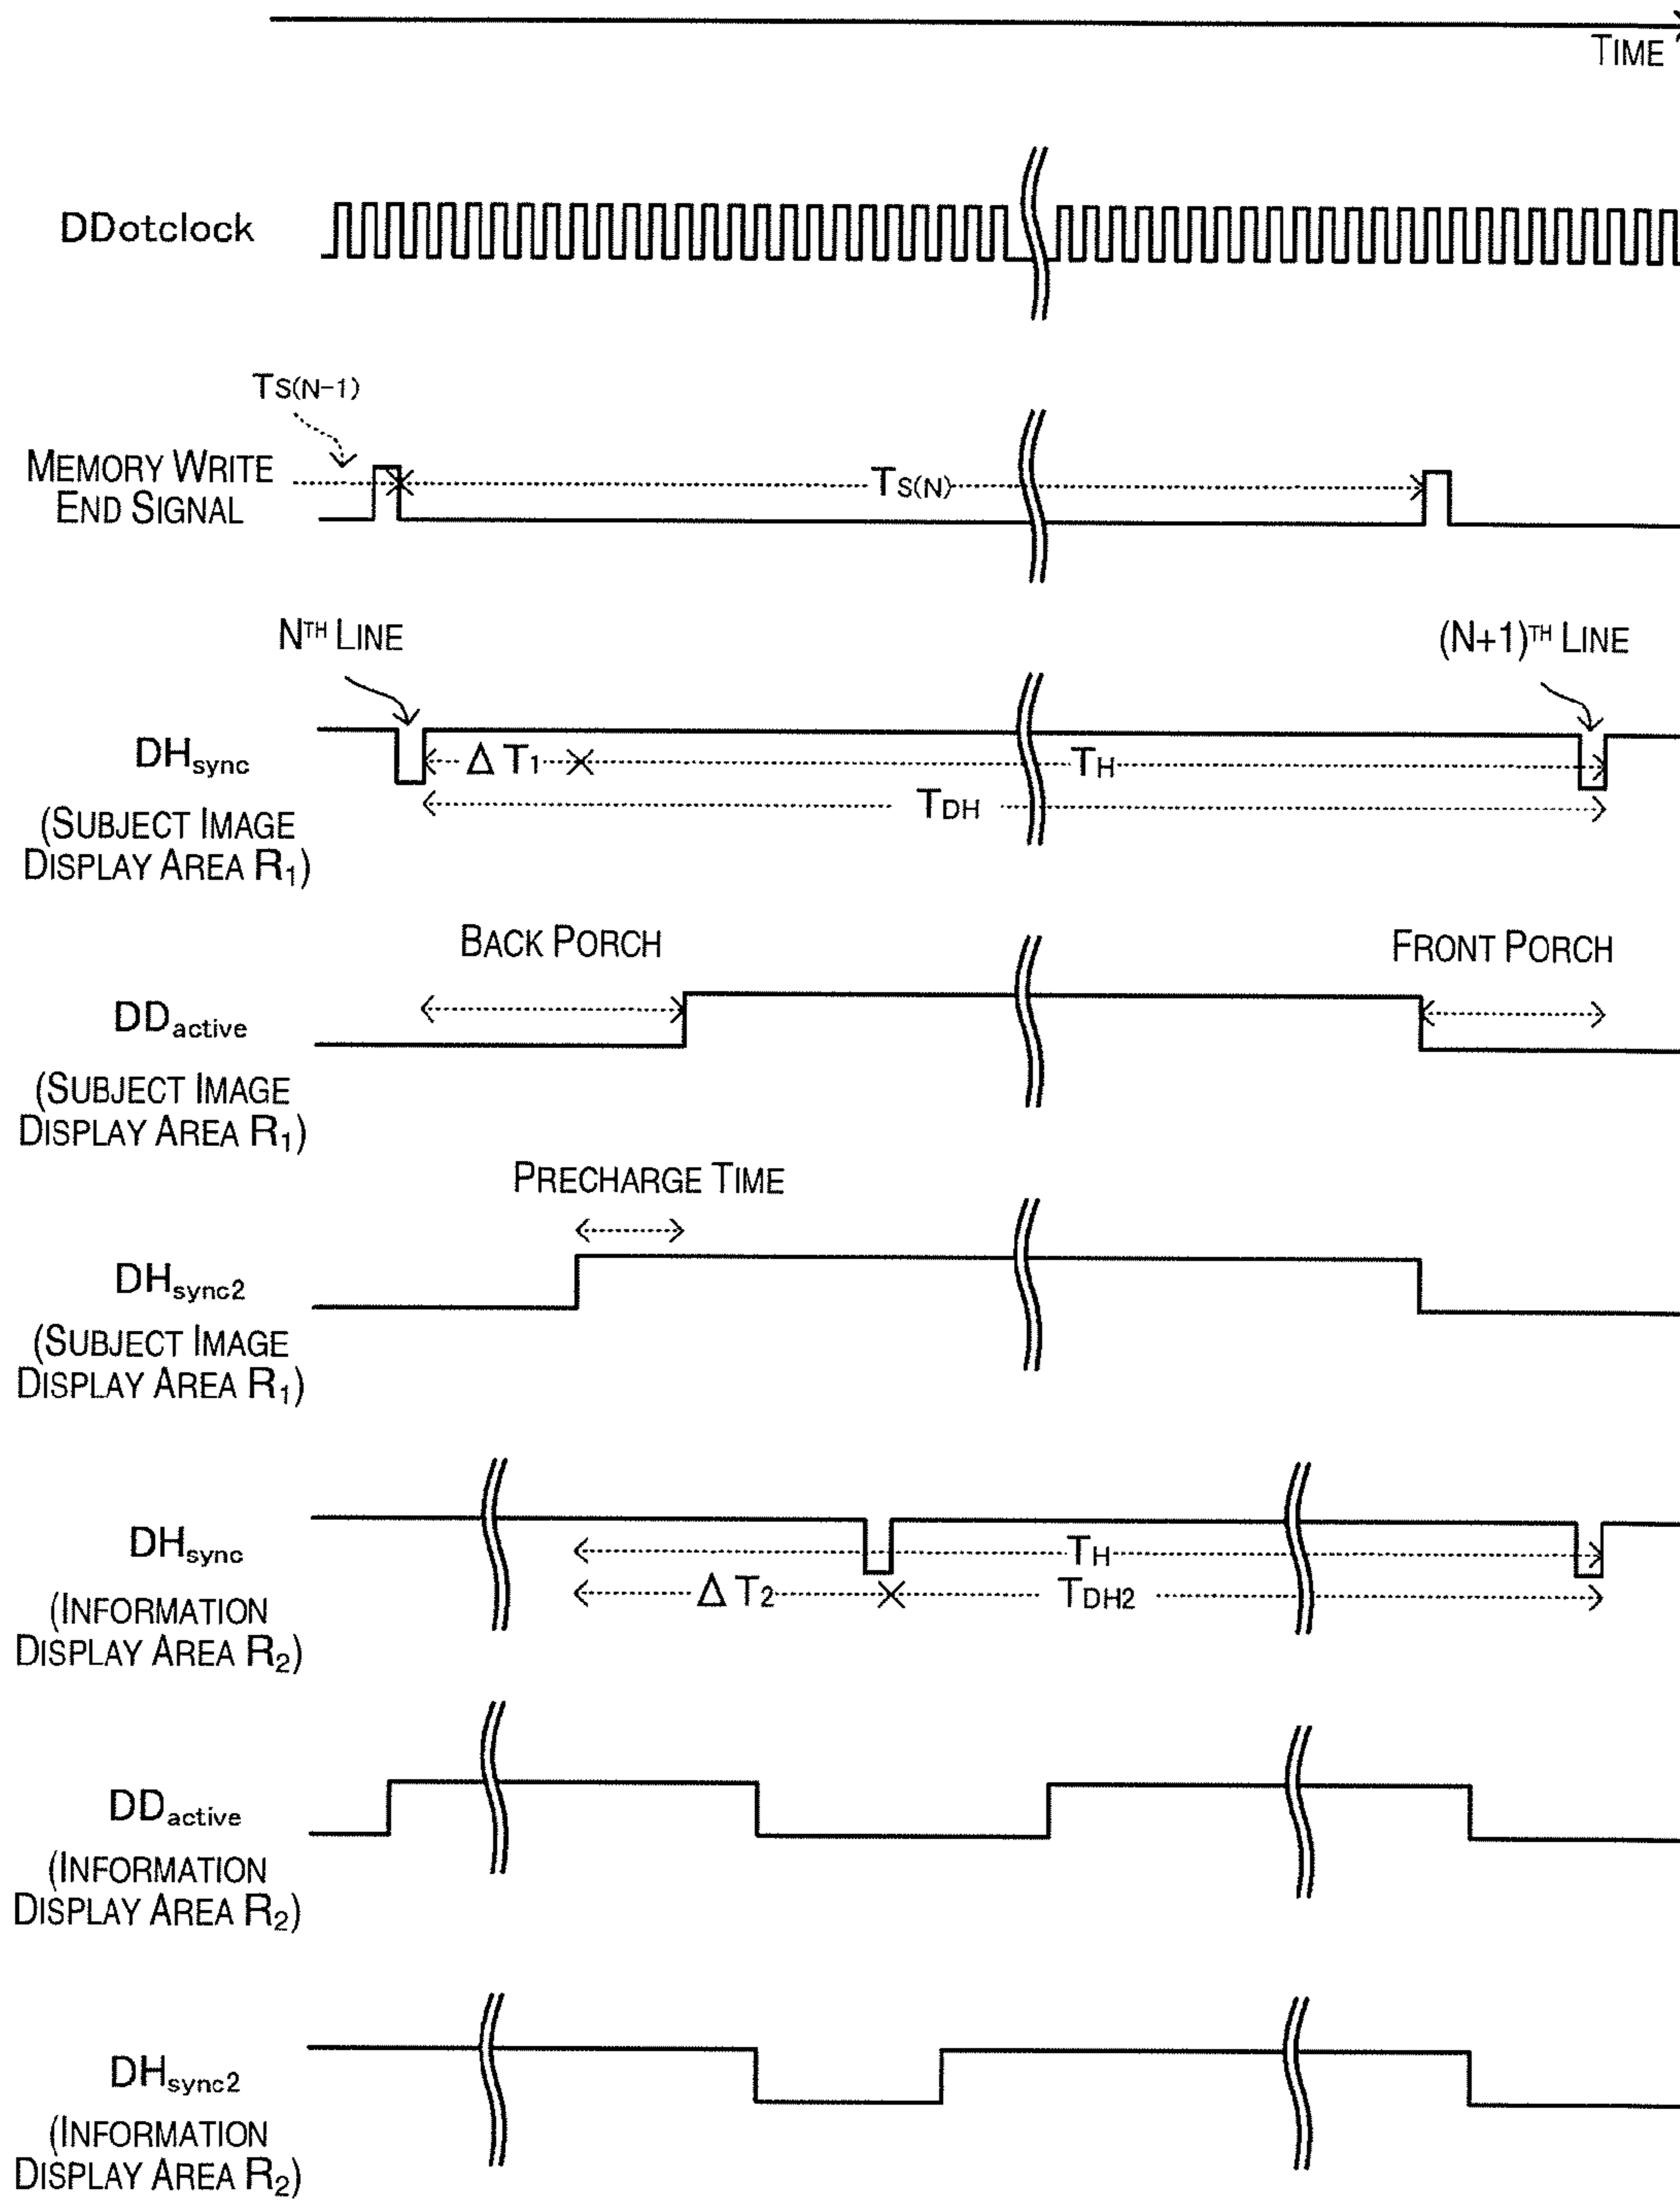 TIME
DDotclock
TS(N-1)
MEMORY WRITE
END SIGNAL
TS(N)
NTH LINE
(N+1)TH LINE
DHsync
Δ T1
TH
TDH
(SUBJECT IMAGE
DISPLAY AREA R1)
BACK PORCH
FRONT PORCH
DDactive
(SUBJECT IMAGE
DISPLAY AREA R1)
PRECHARGE TIME
DHsync2
(SUBJECT IMAGE
DISPLAY AREA R1)
DHsync
TH
Δ T2
TDH2
(INFORMATION
DISPLAY AREA R2)
DDactive
(INFORMATION
DISPLAY AREA R2)
DHsync2
(INFORMATION
DISPLAY AREA R2)